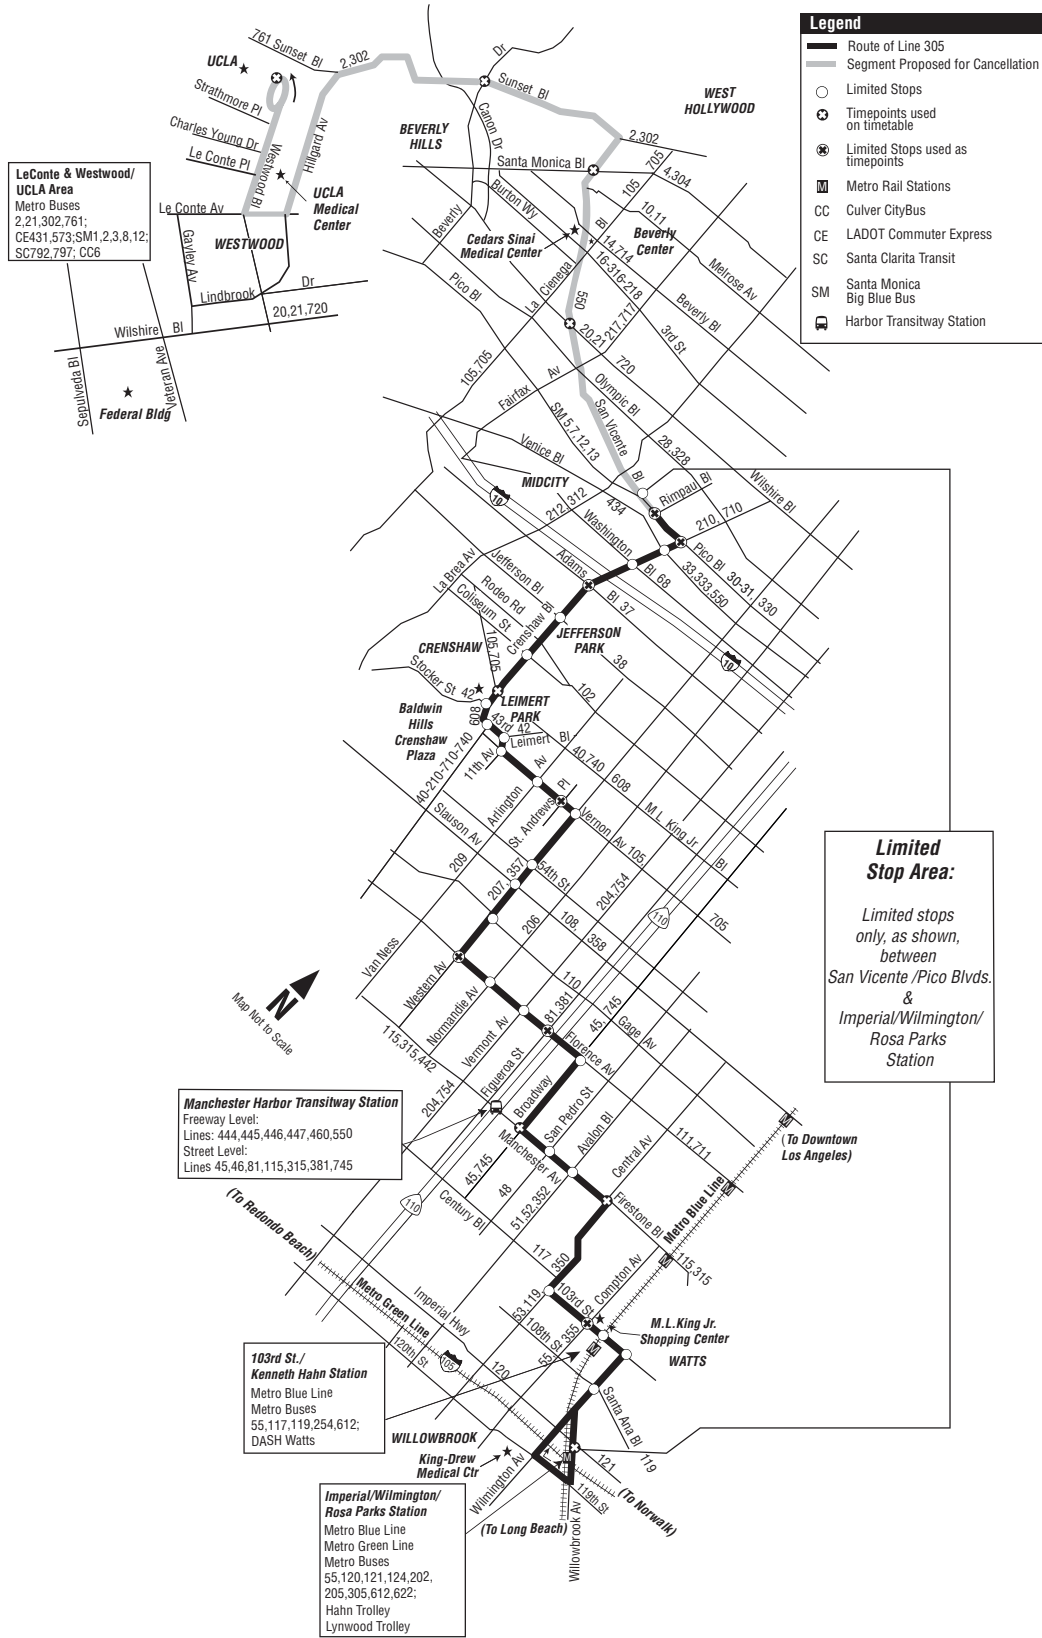 Legend
Route of Line 305
Segment Proposed for Cancellation
Limited Stops
Timepoints used
on timetable
Limited Stops used as
timepoints
M Metro Rail Stations
CC Culver CityBus
CE LADOT Commuter Express
SC Santa Clarita Transit
SM Santa Monica
Big Blue Bus
Harbor Transitway Station
761 Sunset Bl
2,302
UCLA
Strathmore Pl
Charles Young Dr
Le Conte Pl
Westwood Bl
Hilgard Av
UCLA
Medical
Center
Le Conte Av
WESTWOOD
Gayley Av
Lindbrook Dr
20,21,720
Wilshire Bl
Sepulveda Bl
Veteran Ave
Federal Bldg
LeConte & Westwood/
UCLA Area
Metro Buses
2,21,302,761;
CE431,573;SM1,2,3,8,12;
SC792,797; CC6
Canon Dr
Dr
Sunset Bl
WEST
HOLLYWOOD
BEVERLY
HILLS
2,302
Santa Monica Bl
705
105
4,304
Burton Wy
Beverly Bl
10,11
Cedars Sinai
Medical Center
Beverly
Center
14,714
16-316-218
Melrose Av
Pico Bl
La Cienega
550
217,717
Beverly Bl
20,21
720
3rd St
105,705
Fairfax Av
Olympic Bl
SM 5,7,12,13
San Vicente Bl
28,328
Venice Bl
MIDCITY
10
Rimpau Bl
Wilshire Bl
212,312
434
210, 710
Washington Bl 68
Pico Bl 30-31, 330
33,333,550
La Brea Av
Jefferson Bl
Adams Bl 37
Rodeo Rd
Coliseum St
Crenshaw Bl
JEFFERSON
PARK
CRENSHAW
105,705
38
10
Stocker St 42
102
LEIMERT
PARK
Baldwin
Hills
Crenshaw
Plaza
608
43rd
42
Leimert Bl
11th Av
40-210-710-740
40,740
608
Arlington Av
St. Andrews Pl
M.L. King Jr Bl
Slauson Av
Vernon Av 105,
705
209
207, 357
54th St
204,754
110
206
108,
358
Van Ness
Western Av
110
Normandie Av
81,381
45, 745
Gage Av
Vermont Av
115,315,442
Figueroa St
Florence Av
204,754
Broadway
San Pedro St
Avalon Bl
Manchester Av
Central Av
111,711
45,745
48
51,52,352
Century Bl
Firestone Bl
115,315
Metro Blue Line
(To Downtown
Los Angeles)
N
Map Not to Scale
Limited
Stop Area:
Limited stops
only, as shown,
between
San Vicente /Pico Blvds.
&
Imperial/Wilmington/
Rosa Parks
Station
Manchester Harbor Transitway Station
Freeway Level:
Lines: 444,445,446,447,460,550
Street Level:
Lines 45,46,81,115,315,381,745
(To Redondo Beach)
110
117
350
Compton Av
Metro Green Line
Imperial Hwy
53,119,
103rd St
108th St
355
55,
M.L.King Jr.
Shopping Center
WATTS
120th St
105
120
103rd St./
Kenneth Hahn Station
Metro Blue Line
Metro Buses
55,117,119,254,612;
DASH Watts
Santa Ana Bl
119
WILLOWBROOK
King-Drew
Medical Ctr
Wilmington Av
121
119th St
(To Norwalk)
(To Long Beach)
Willowbrook Av
Imperial/Wilmington/
Rosa Parks Station
Metro Blue Line
Metro Green Line
Metro Buses
55,120,121,124,202,
205,305,612,622;
Hahn Trolley
Lynwood Trolley